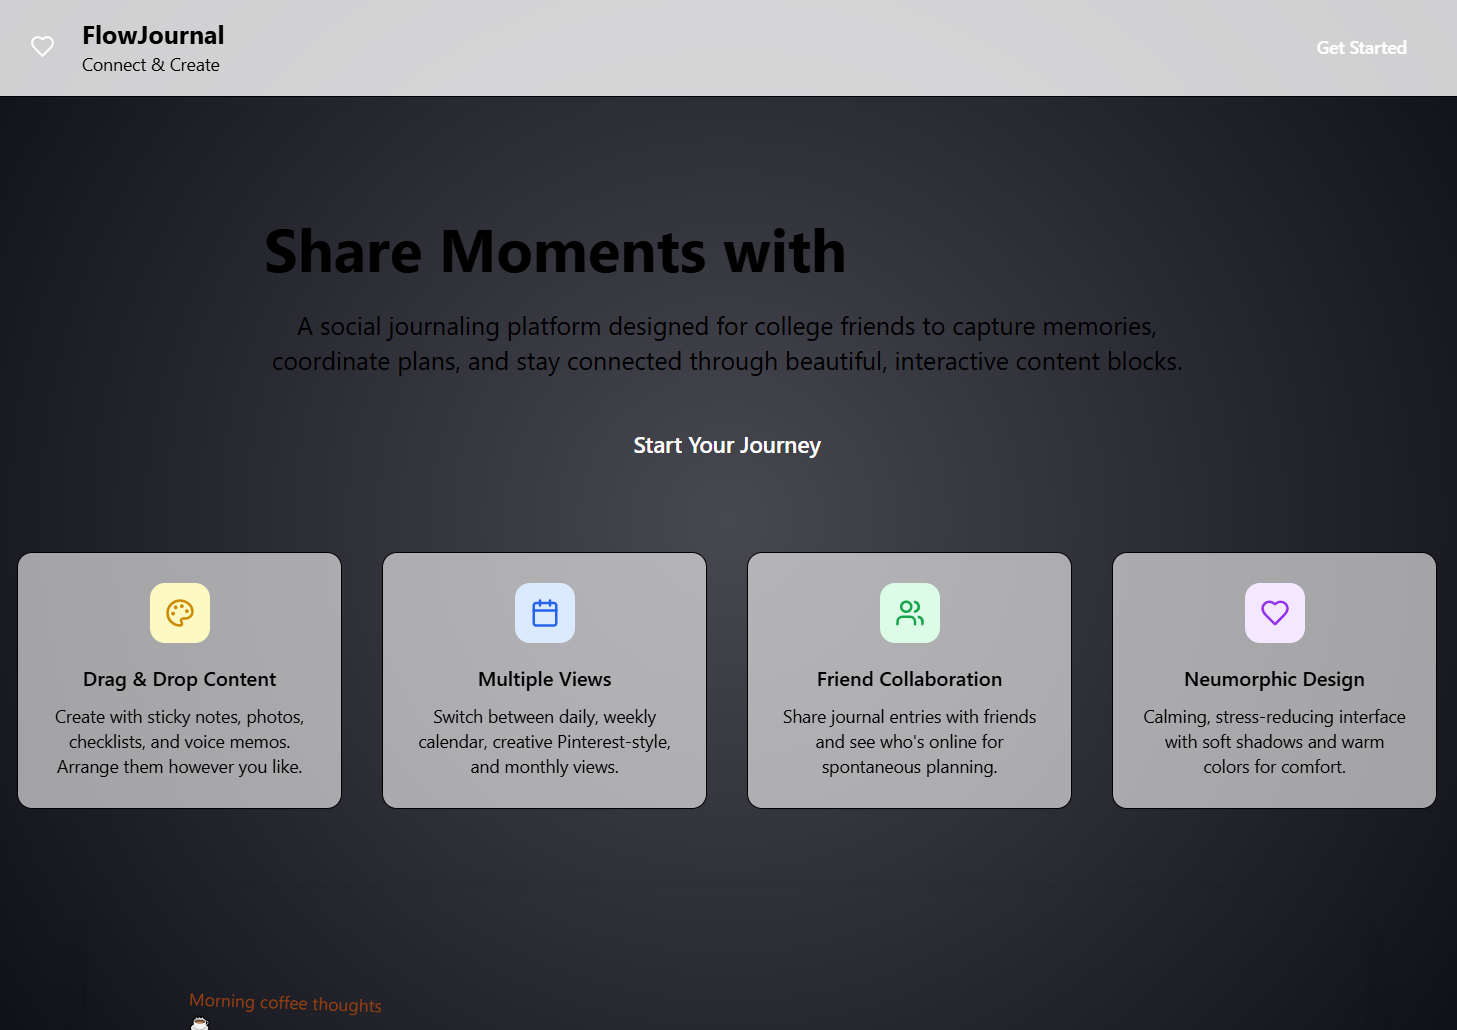 FlowJournal
Connect & Create
Get Started
Share Moments with
A social journaling platform designed for college friends to capture memories,
coordinate plans, and stay connected through beautiful, interactive content blocks.
Start Your Journey
Drag & Drop Content
Create with sticky notes, photos,
checklists, and voice memos.
Arrange them however you like.
Multiple Views
Switch between daily, weekly
calendar, creative Pinterest-style,
and monthly views.
Friend Collaboration
Share journal entries with friends
and see who's online for
spontaneous planning.
Neumorphic Design
Calming, stress-reducing interface
with soft shadows and warm
colors for comfort.
Morning coffee thoughts